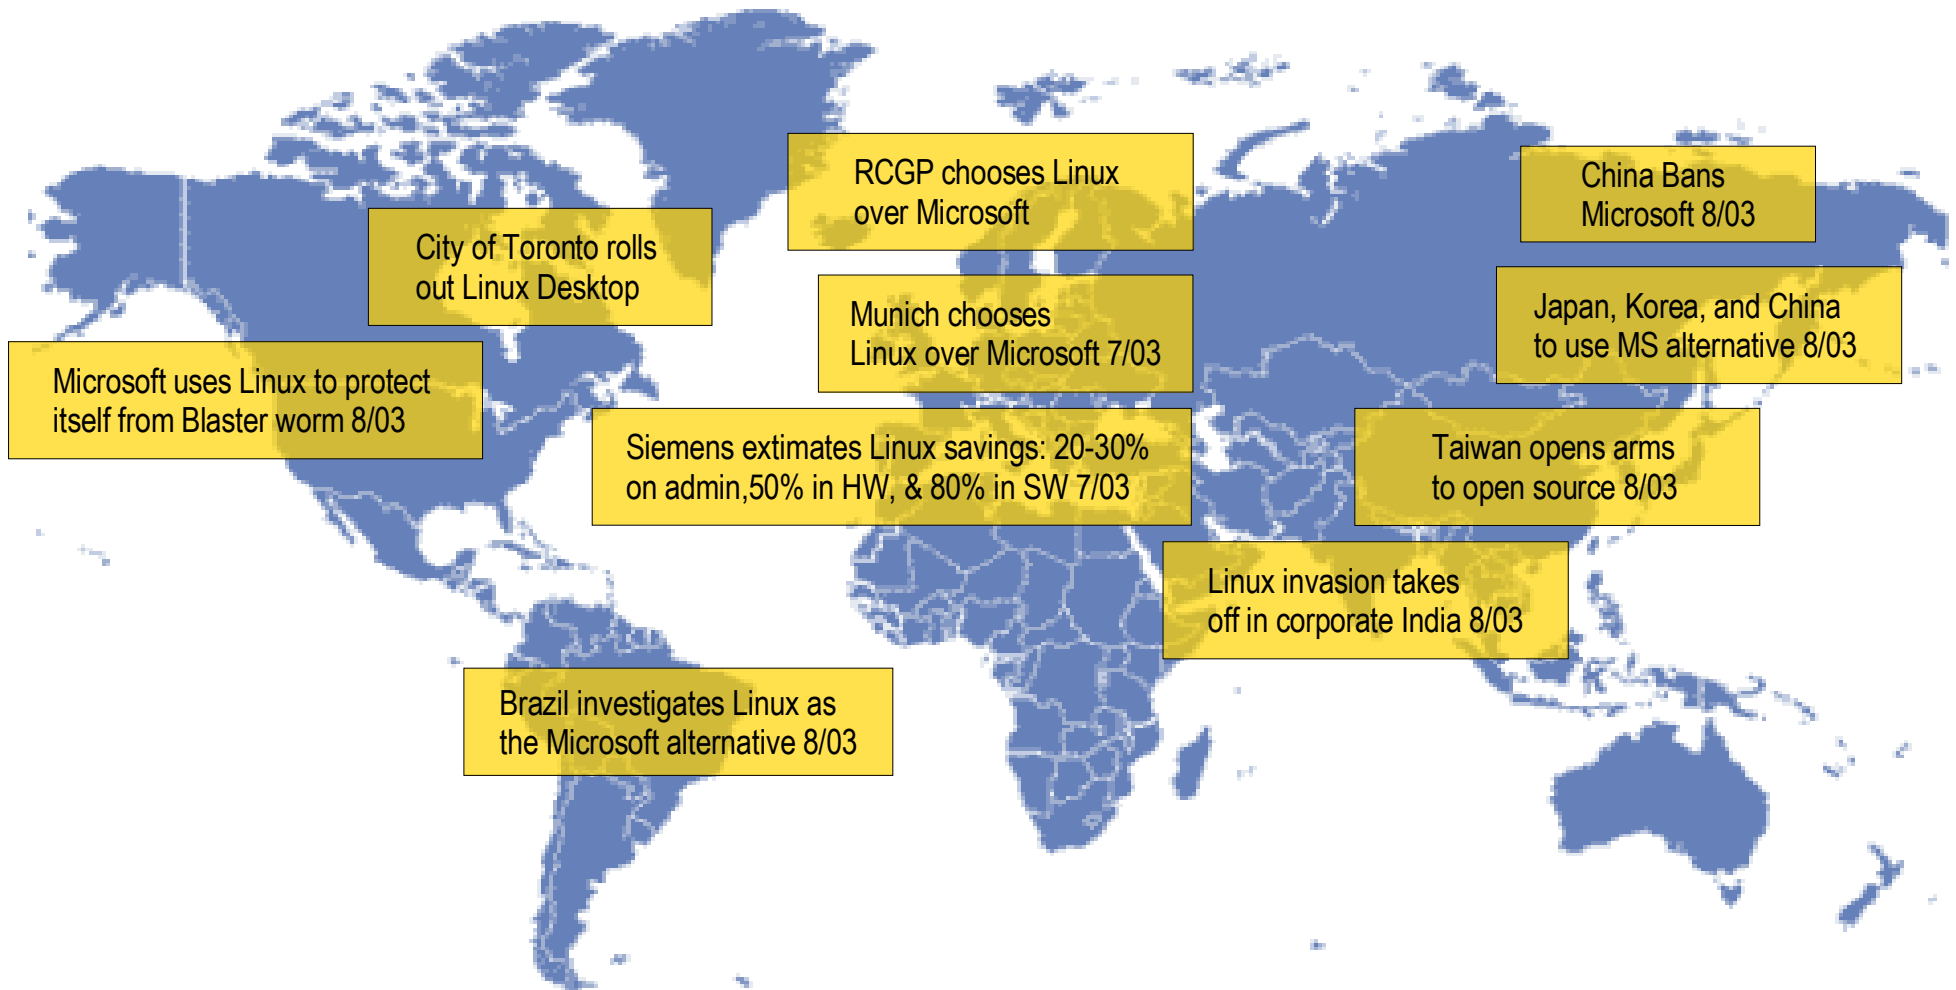 RCGP chooses Linux
over Microsoft
China Bans
Microsoft 8/03
City of Toronto rolls
out Linux Desktop
Munich chooses
Linux over Microsoft 7/03
Japan, Korea, and China
to use MS alternative 8/03
Microsoft uses Linux to protect
itself from Blaster worm 8/03
Siemens extimates Linux savings: 20-30%
on admin,50% in HW, & 80% in SW 7/03
Taiwan opens arms
to open source 8/03
Linux invasion takes
off in corporate India 8/03
Brazil investigates Linux as
the Microsoft alternative 8/03